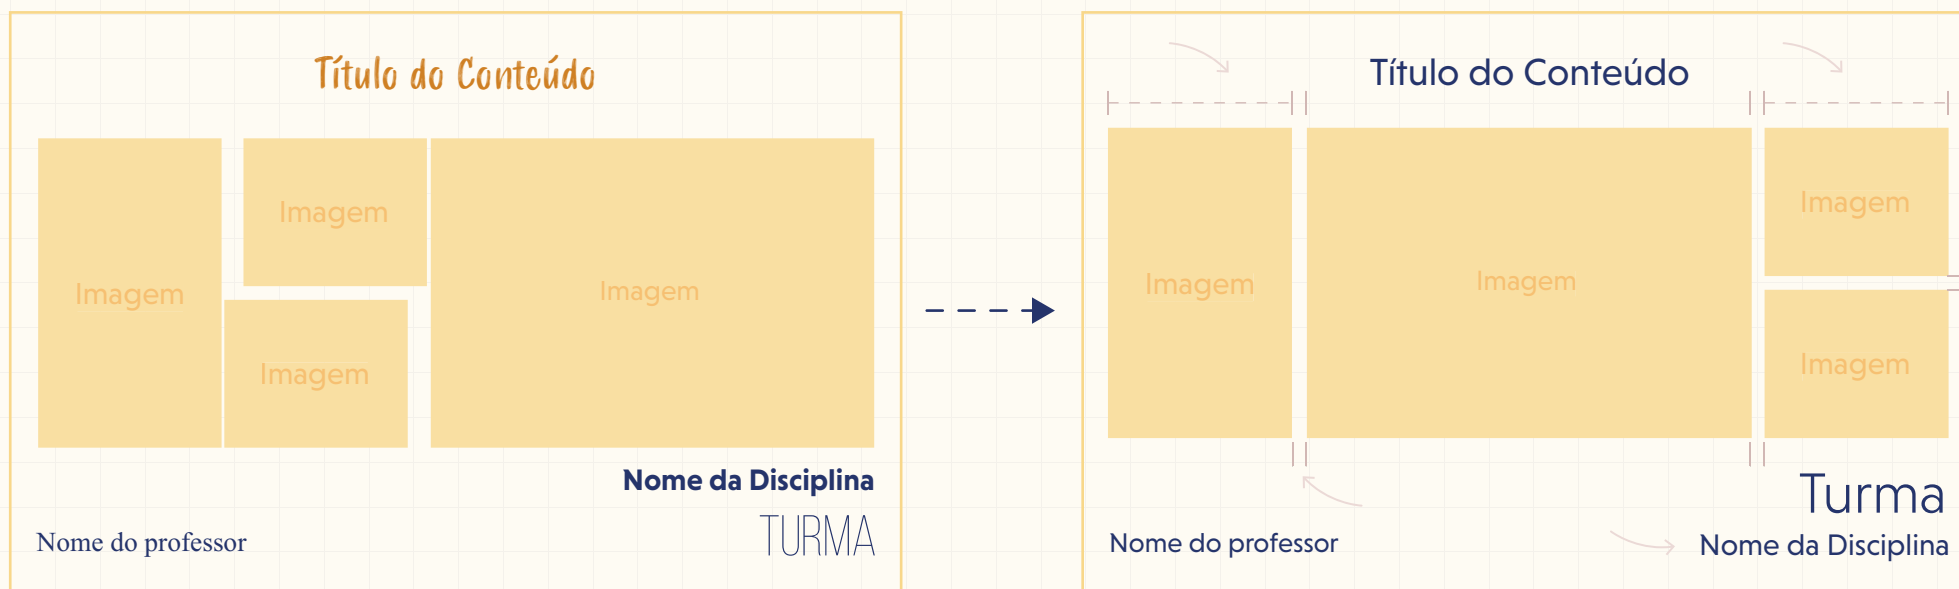 Título do Conteúdo
Imagem
Imagem
Imagem
Imagem
Nome da Disciplina
TURMA
Nome do professor
Título do Conteúdo
Imagem
Imagem
Imagem
Imagem
Turma
Nome do professor
Nome da Disciplina